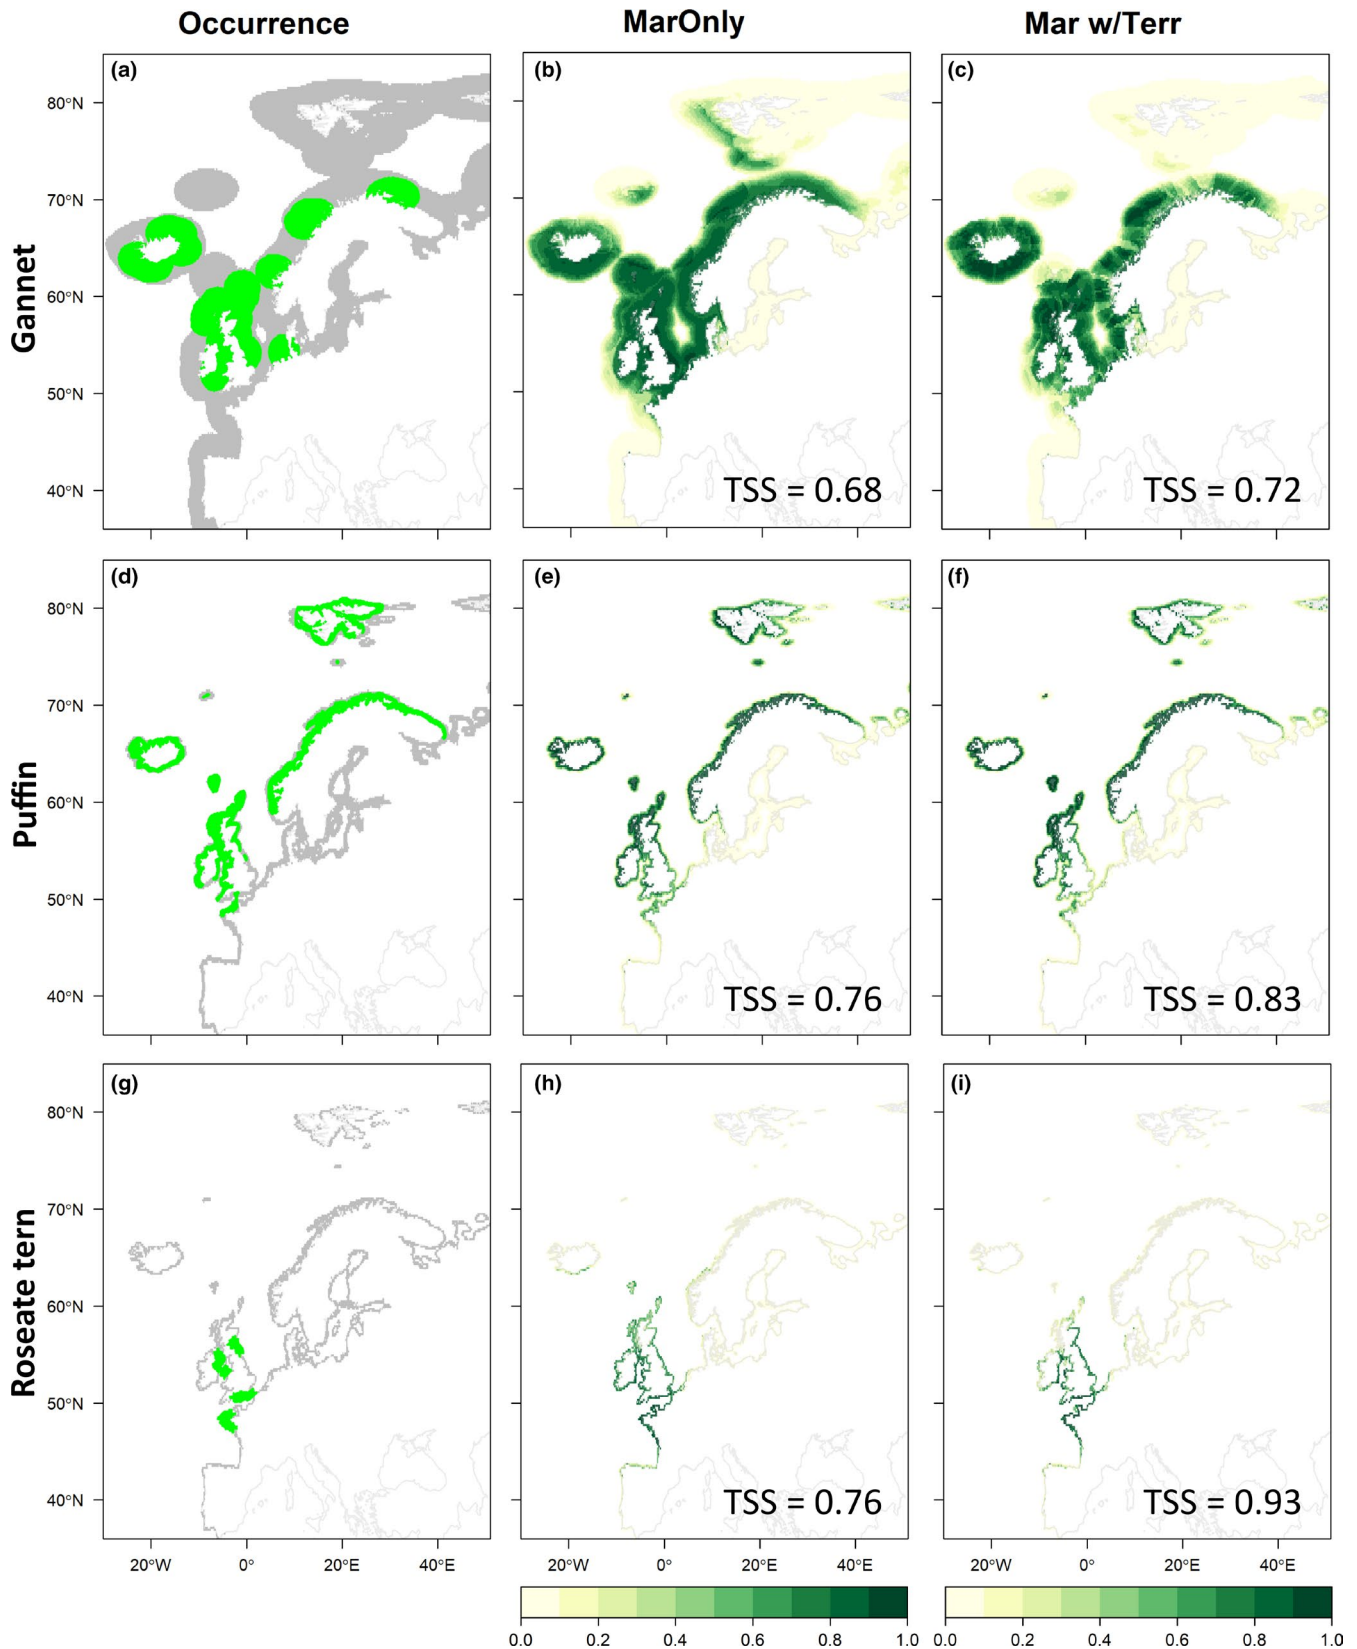 Occurrence
MarOnly
Mar w/Terr
Gannet
(a)
80°N
70°N
60°N
50°N
40°N
(b)
TSS = 0.68
(c)
TSS = 0.72
Puffin
(d)
80°N
70°N
60°N
50°N
40°N
(e)
TSS = 0.76
(f)
TSS = 0.83
Roseate tern
(g)
80°N
70°N
60°N
50°N
40°N
(h)
TSS = 0.76
(i)
TSS = 0.93
20°W 0° 20°E 40°E
20°W 0° 20°E 40°E
20°W 0° 20°E 40°E
0.0 0.2 0.4 0.6 0.8 1.0
0.0 0.2 0.4 0.6 0.8 1.0